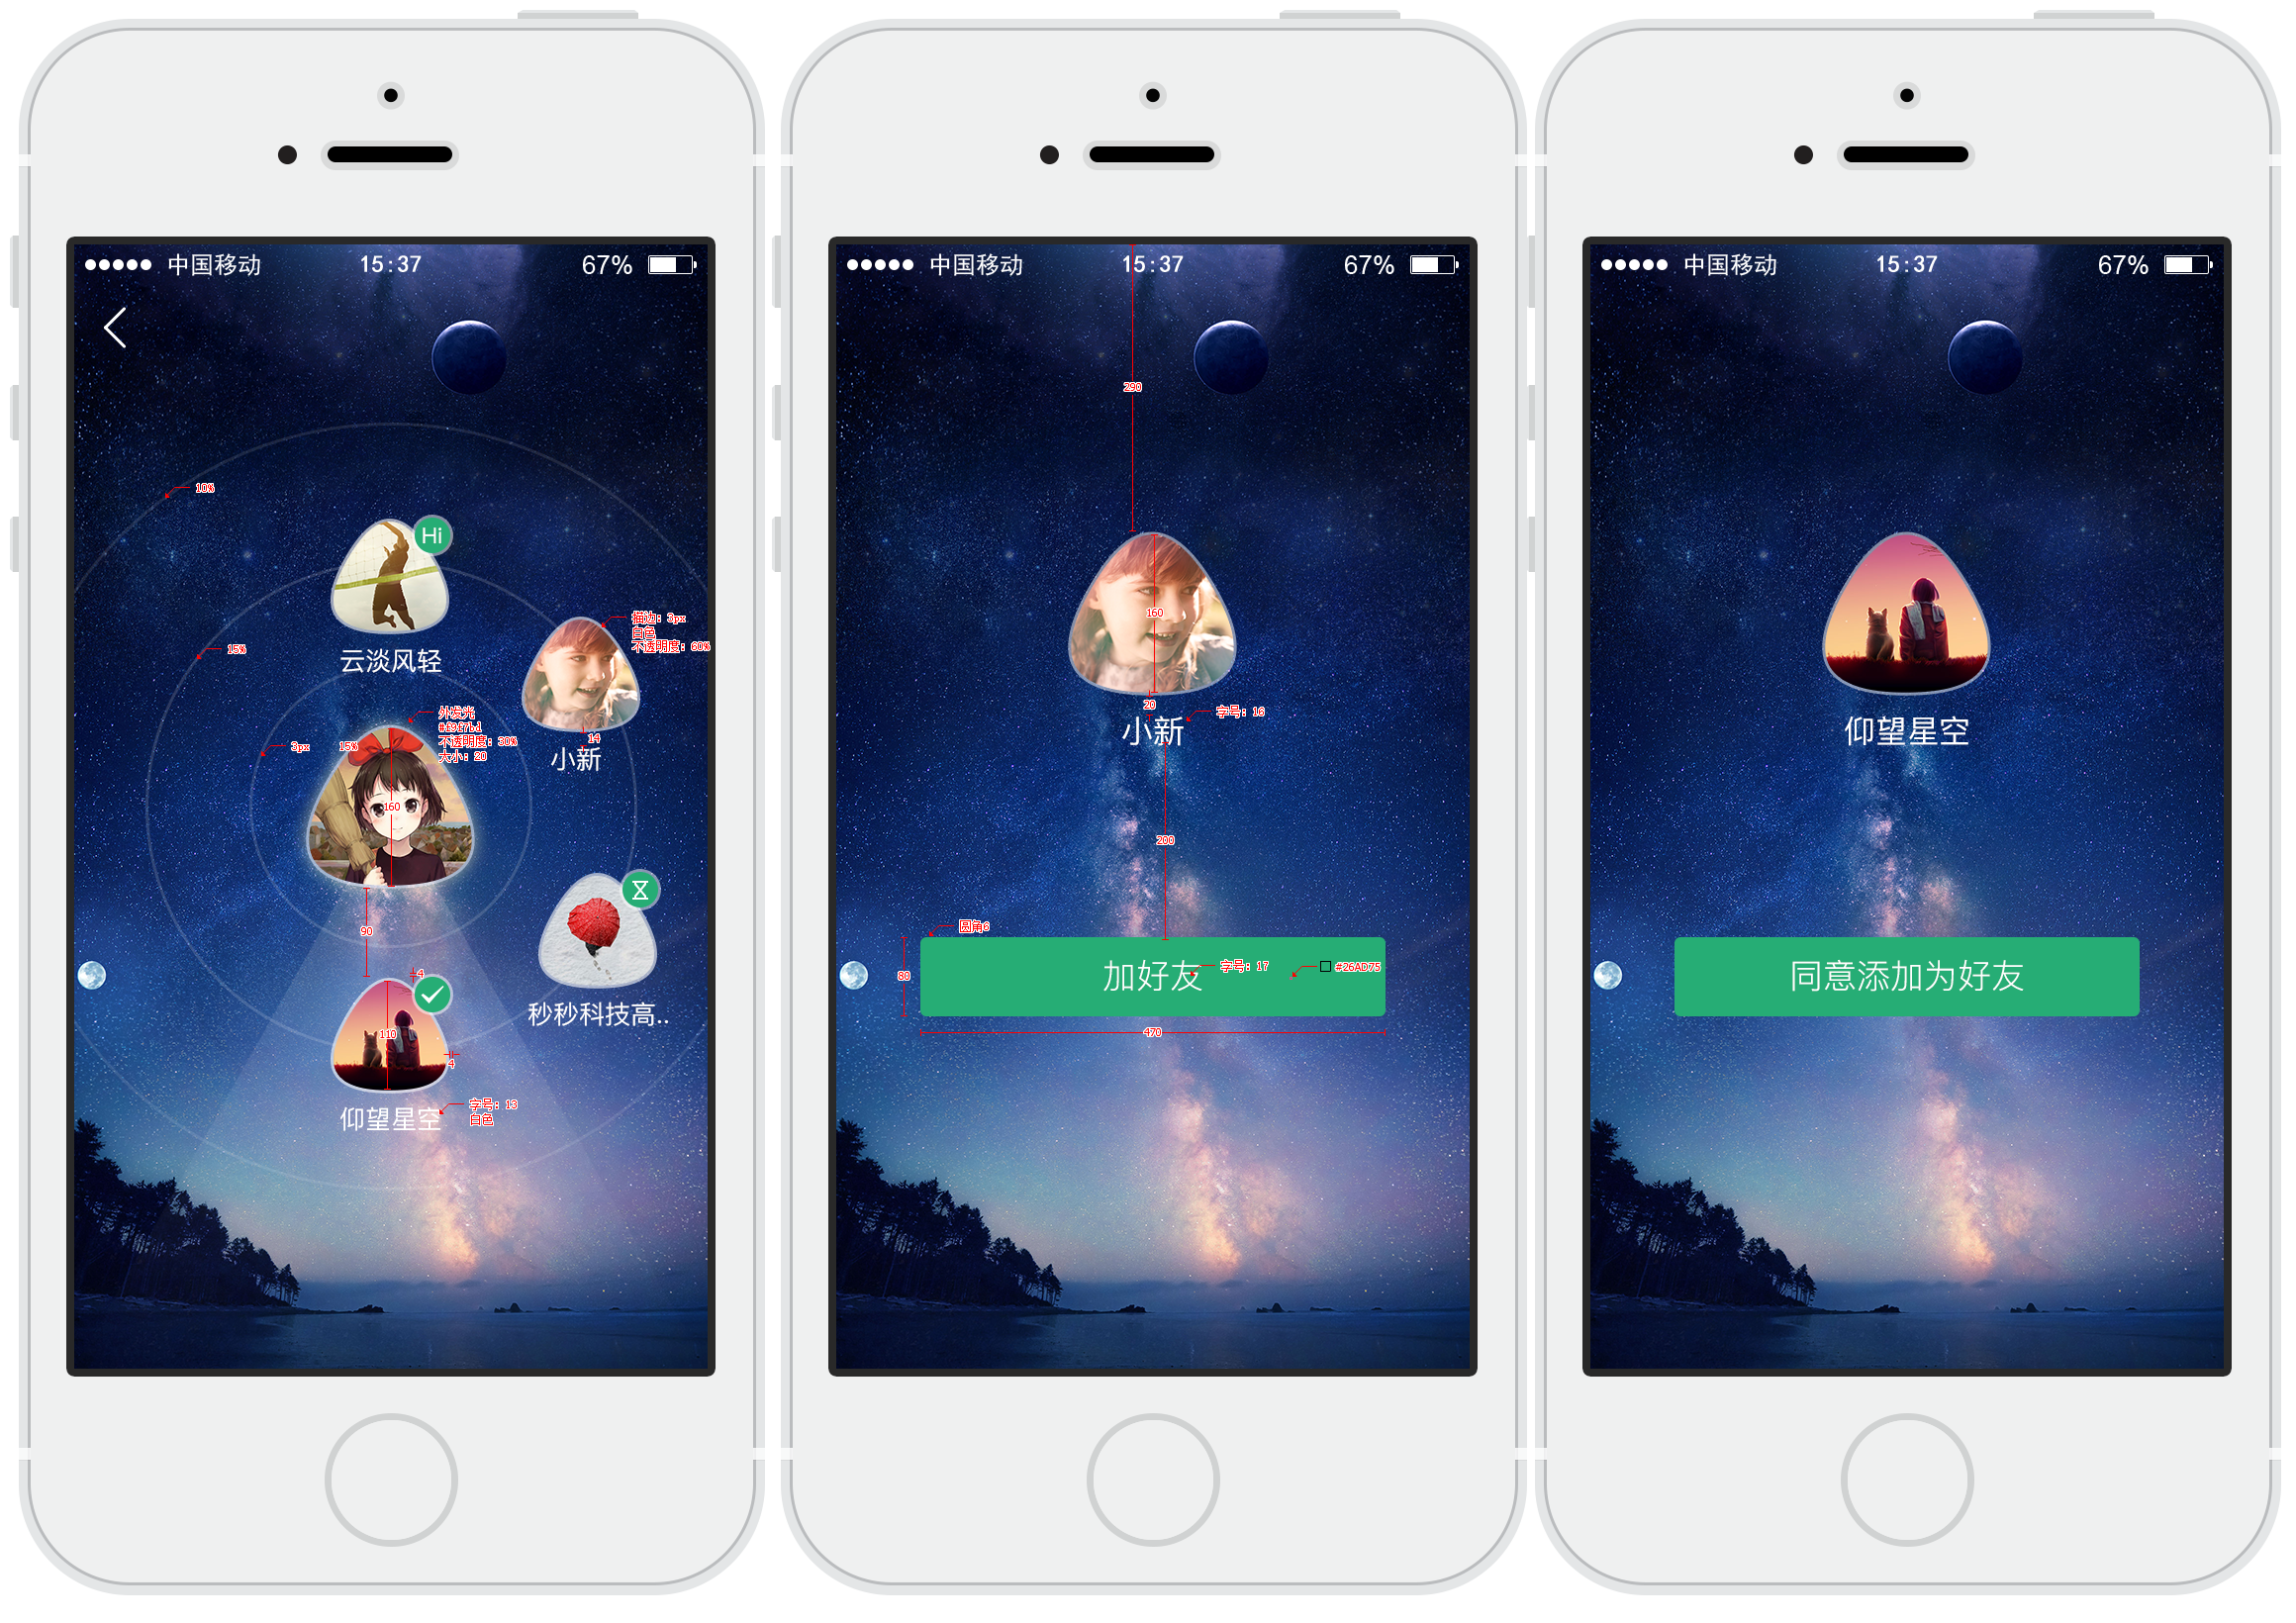 中国移动 15:37 67%
10%
Hi
云淡风轻
15%
描边: 3px
白色
不透明度: 60%
14
小新
外发光
#f9f7bd
不透明度: 30%
大小: 20
3px
15%
160
90
秒秒科技高..
4
110
4
仰望星空
字号: 13
白色
中国移动 15:37 67%
290
160
20
小新
字号: 16
200
圆角6
80
加好友
字号: 17
#26AD75
470
中国移动 15:37 67%
仰望星空
同意添加为好友